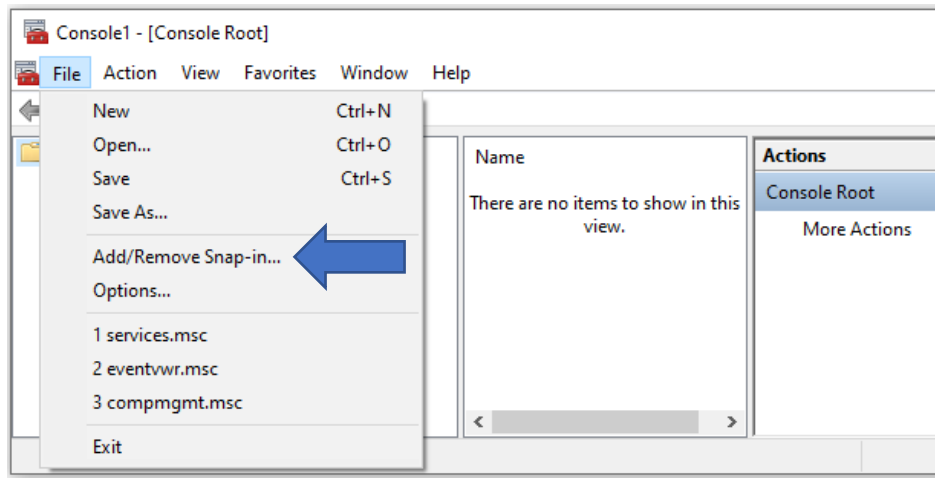 Console1 - [Console Root]
File Action View Favorites Window Help
New Ctrl+N
Open... Ctrl+O
Save Ctrl+S
Save As...
Add/Remove Snap-in...
Options...
1 services.msc
2 eventvwr.msc
3 compmgmt.msc
Exit
Name
There are no items to show in this
view.
Actions
Console Root
More Actions